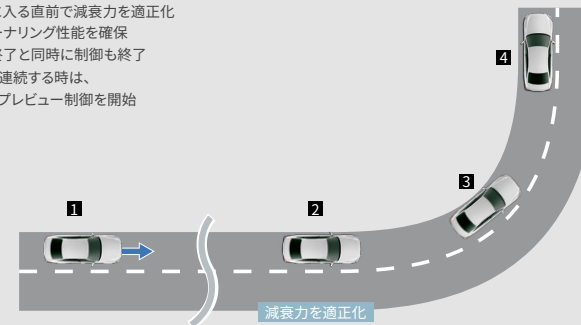 に入る直前で減衰力を適正化
ーナリング性能を確保
終了と同時に制御も終了
連続する時は、
プレビュー制御を開始
4
3
1
2
減衰力を適正化